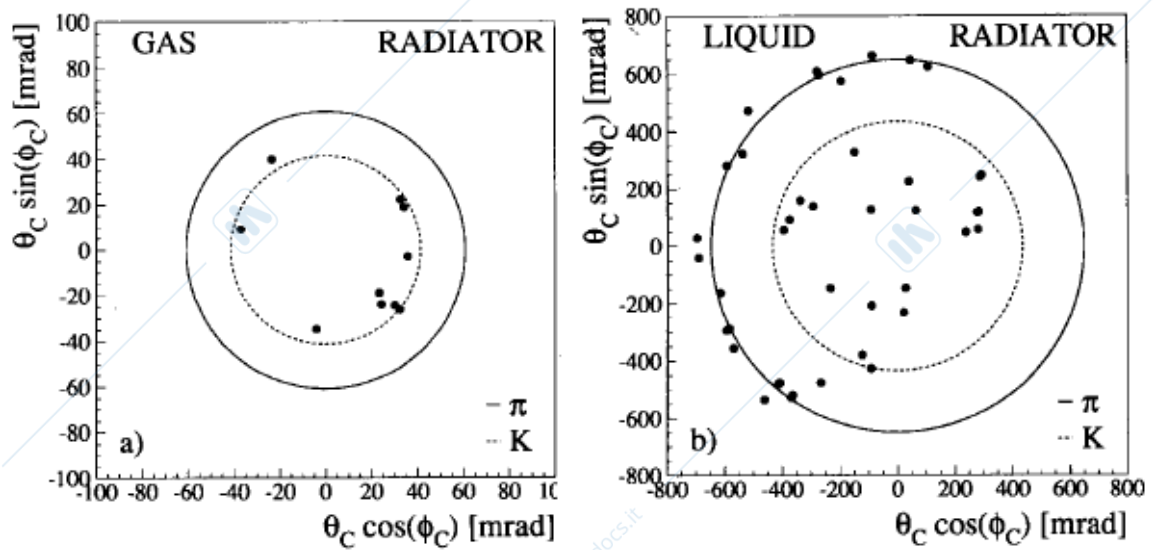 GAS RADIATOR
100
80
60
40
20
0
-20
-40
-60
-80
-100
-100 -80 -60 -40 -20 0 20 40 60 80 10
θC sin(ϕC) [mrad]
θC cos(ϕC) [mrad]
π
K
a)
LIQUID RADIATOR
800
600
400
200
0
-200
-400
-600
-800
-800 -600 -400 -200 0 200 400 600 800
θC sin(ϕC) [mrad]
θC cos(ϕC) [mrad]
π
K
b)
docs.it